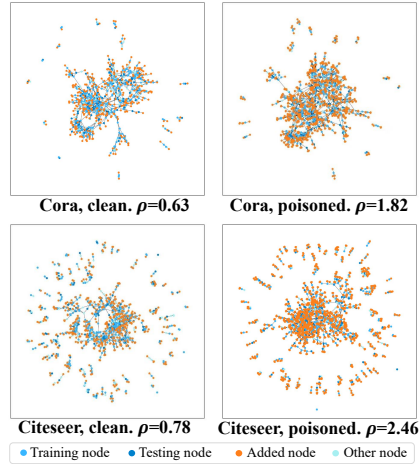 Cora, clean. ρ=0.63
Cora, poisoned. ρ=1.82
Citeseer, clean. ρ=0.78
Citeseer, poisoned. ρ=2.46
Training node
Testing node
Added node
Other node